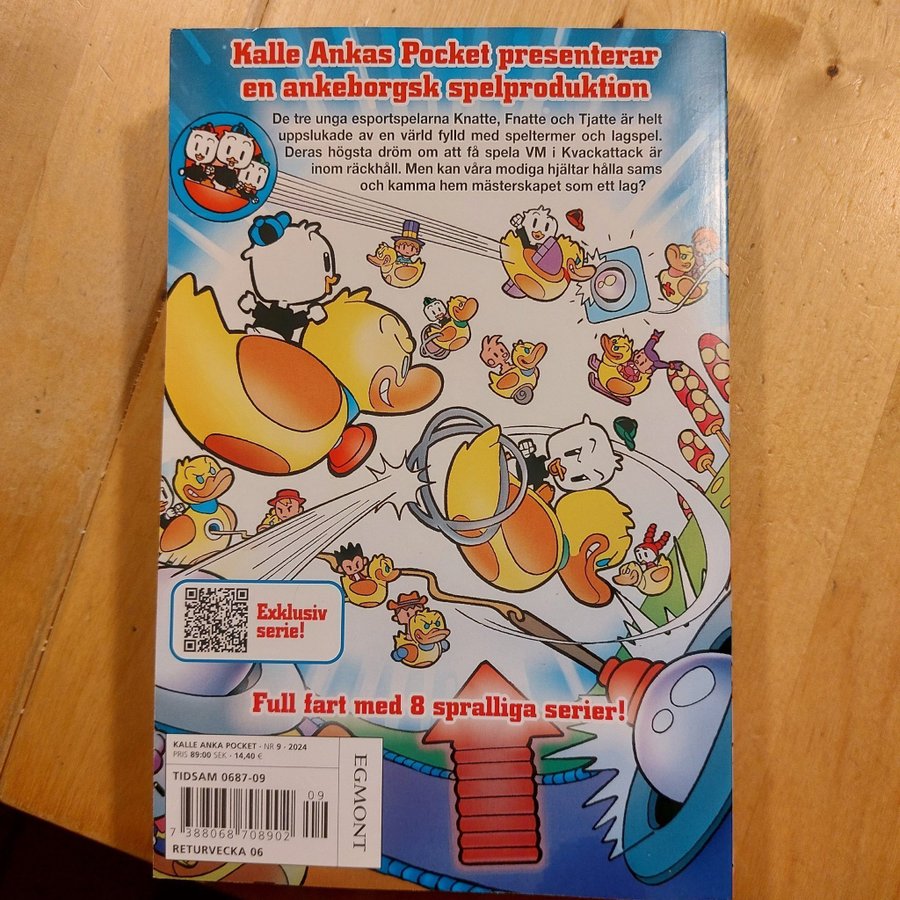 Kalle Ankas Pocket presenterar
en ankeborgsk spelproduktion
De tre unga esportspelarna Knatte, Fnatte och Tjatte är helt
uppslukade av en värld fylld med speltermer och lagspel.
Deras högsta dröm om att få spela VM i Kvackattack är
inom räckhåll. Men kan våra modiga hjältar hålla sams
och kamma hem mästerskapet som ett lag?
Exklusiv
serie!
Full fart med 8 spralliga serier!
KALLE ANKA POCKET · NR 9 · 2024
PRIS 89:00 SEK · 14,40 €
TIDSAM 0687-09
09
7 388068 708902
RETURVECKA 06
EGMONT